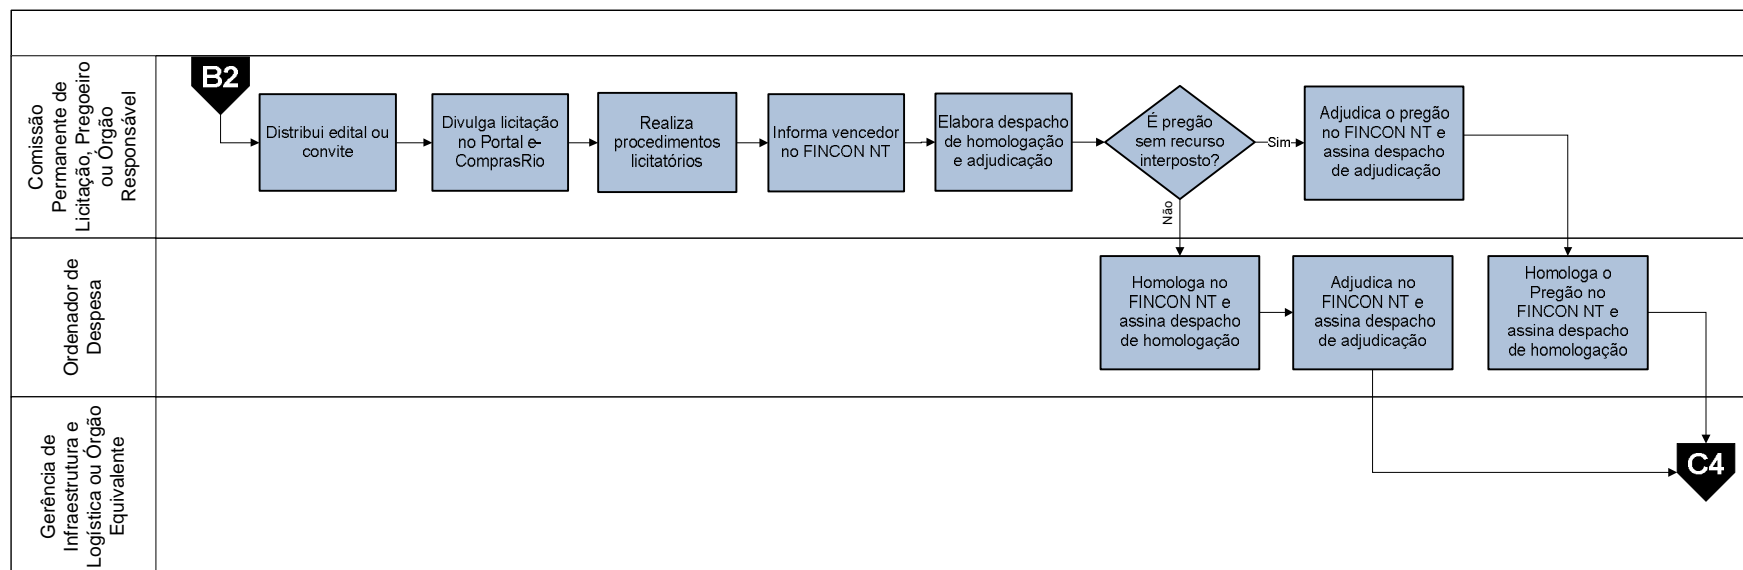 Comissão
Permanente de
Licitação, Pregoeiro
ou Órgão
Responsável
B2
Distribui edital ou
convite
Divulga licitação
no Portal e-
ComprasRio
Realiza
procedimentos
licitatórios
Informa vencedor
no FINCON NT
Elabora despacho
de homologação
e adjudicação
É pregão
sem recurso
interposto?
Sim
Não
Adjudica o pregão
no FINCON NT e
assina despacho
de adjudicação
Ordenador de
Despesa
Homologa no
FINCON NT e
assina despacho
de homologação
Adjudica no
FINCON NT e
assina despacho
de adjudicação
Homologa o
Pregão no
FINCON NT e
assina despacho
de homologação
Gerência de
Infraestrutura e
Logística ou Órgão
Equivalente
C4